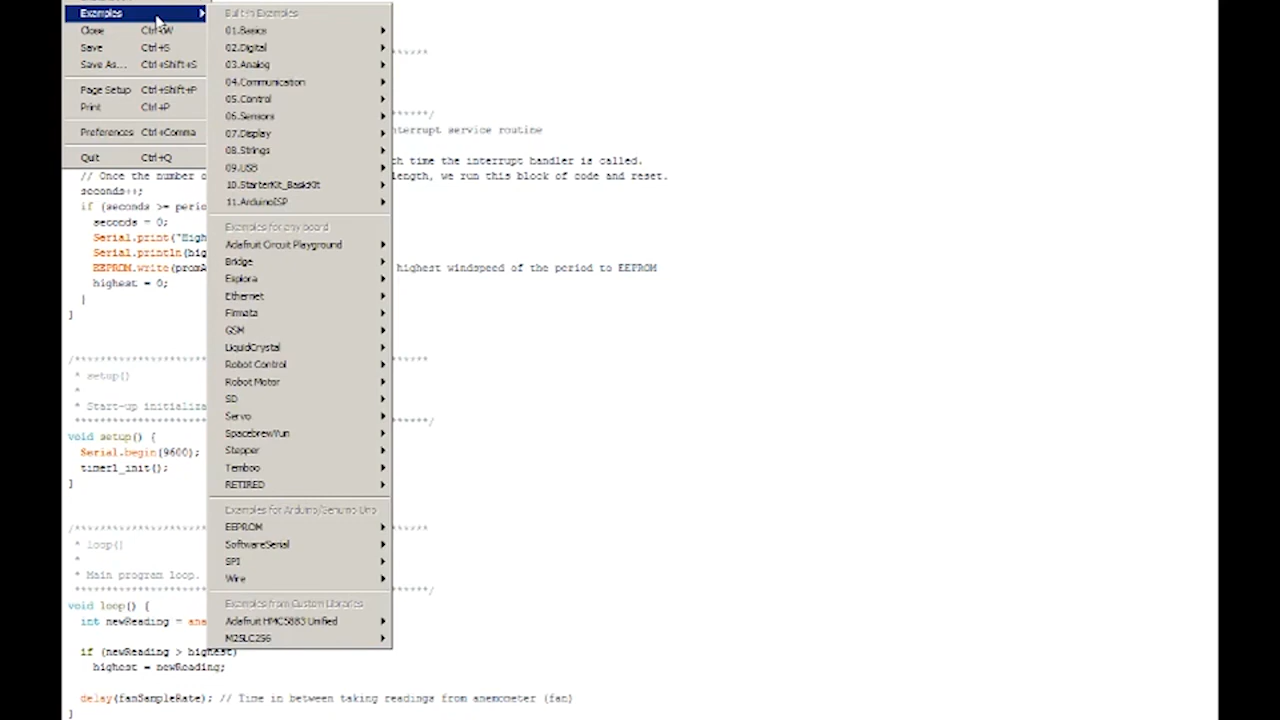 Examples
Close Ctrl+W
Save Ctrl+S
Save As... Ctrl+Shift+S
Page Setup Ctrl+Shift+P
Print Ctrl+P
Preferences Ctrl+Comma
Quit Ctrl+Q
Built-in Examples
01.Basics
02.Digital
03.Analog
04.Communication
05.Control
06.Sensors
07.Display
08.Strings
09.USB
10.StarterKit_BasicKit
11.ArduinoISP
Examples for any board
Adafruit Circuit Playground
Bridge
Esplora
Ethernet
Firmata
GSM
LiquidCrystal
Robot Control
Robot Motor
SD
Servo
SpacebrewYun
Stepper
Temboo
RETIRED
Examples for Arduino/Genuino Uno
EEPROM
SoftwareSerial
SPI
Wire
Examples from Custom Libraries
Adafruit HMC5883 Unified
M25LC256
******
******/
nterrupt service routine
ch time the interrupt handler is called.
// Once the number o length, we run this block of code and reset.
seconds++;
if (seconds >= perio
seconds = 0;
Serial.print("High
Serial.println(hig
EEPROM.write(promA highest windspeed of the period to EEPROM
highest = 0;
}
}
/********************* ******
* setup()
*
* Start-up initializa
********************* ******/
void setup() {
Serial.begin(9600);
timer1_init();
}
/********************* ******
* loop()
*
* Main program loop.
********************* ******/
void loop() {
int newReading = ana
if (newReading > highest)
highest = newReading;
delay(fanSampleRate); // Time in between taking readings from anemometer (fan)
}